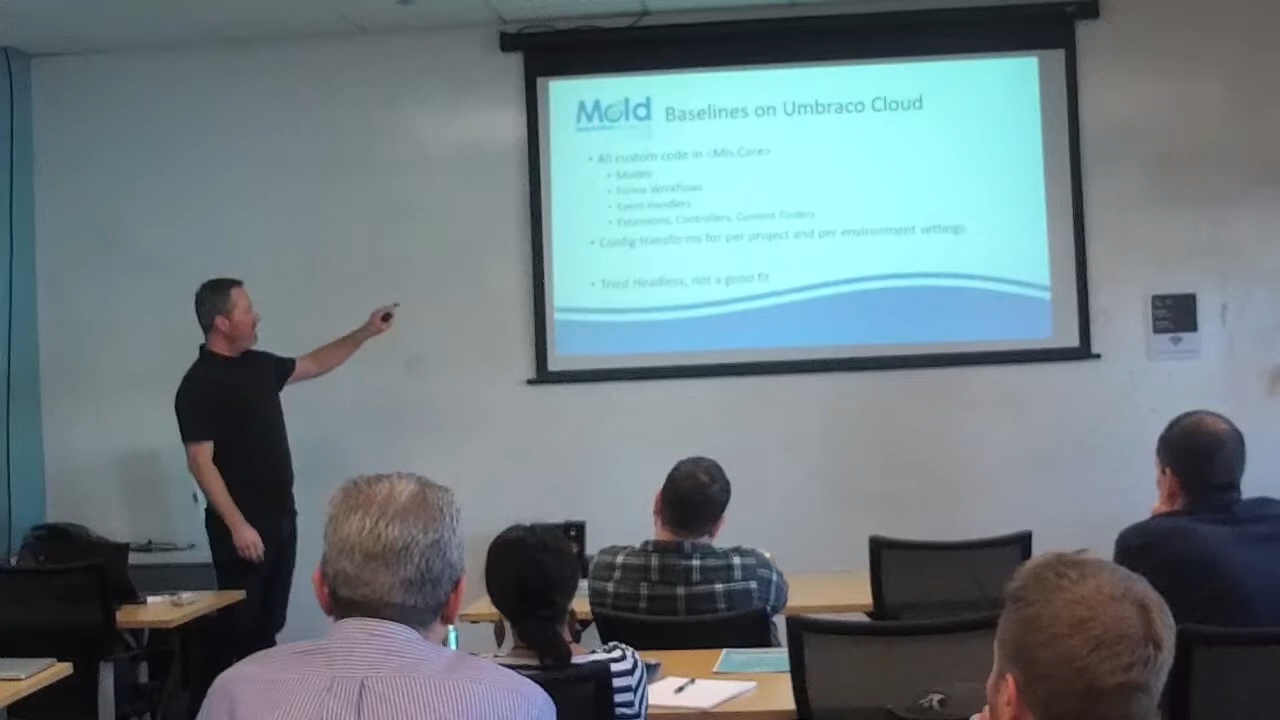 Mold
Baselines on Umbraco Cloud
• All custom code in <Mis.Core>
• Models
• Forms Workflows
• Event Handlers
• Extensions, Controllers, Content Finders
• Config transforms for per project and per environment settings
• Tried Headless, not a good fit